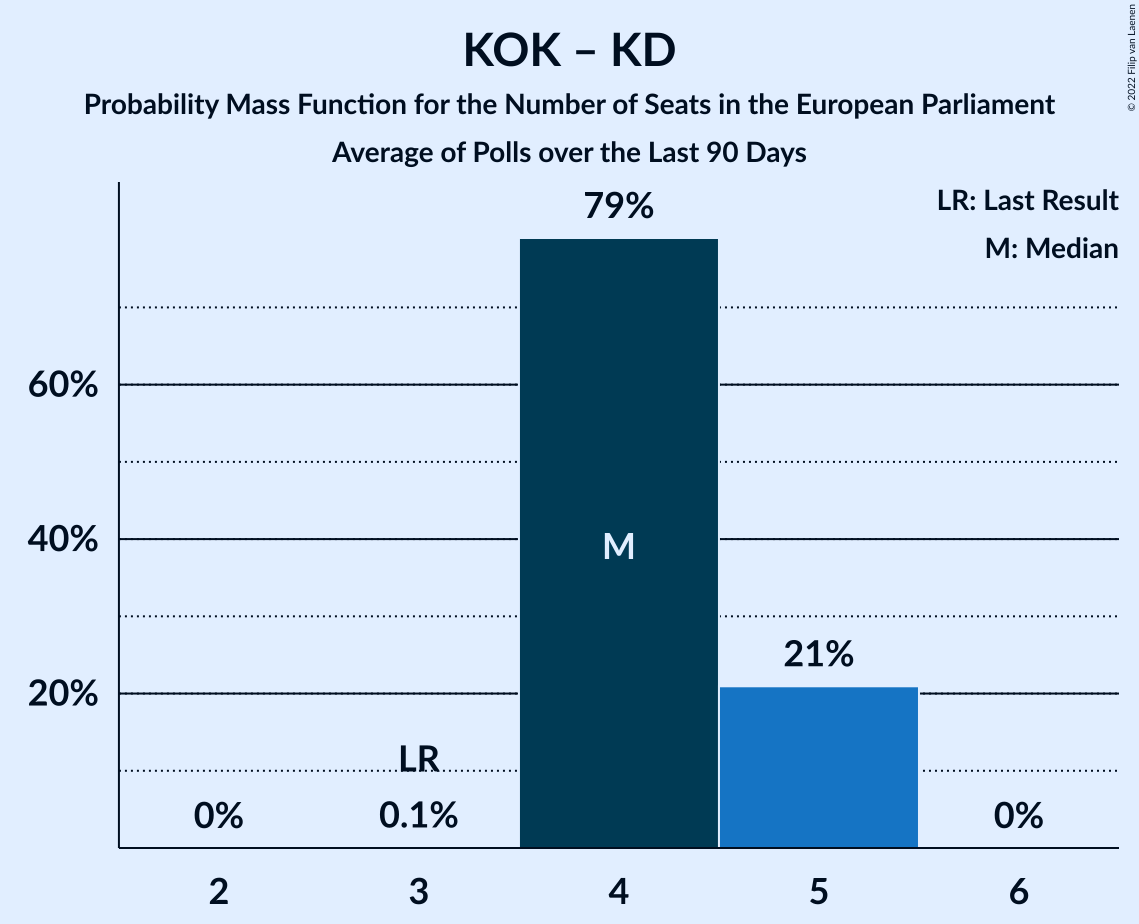 KOK – KD
Probability Mass Function for the Number of Seats in the European Parliament
Average of Polls over the Last 90 Days
© 2022 Filip van Laenen
LR: Last Result
M: Median
79%
60%
40%
M
21%
20%
LR
0%
0.1%
0%
2
3
4
5
6